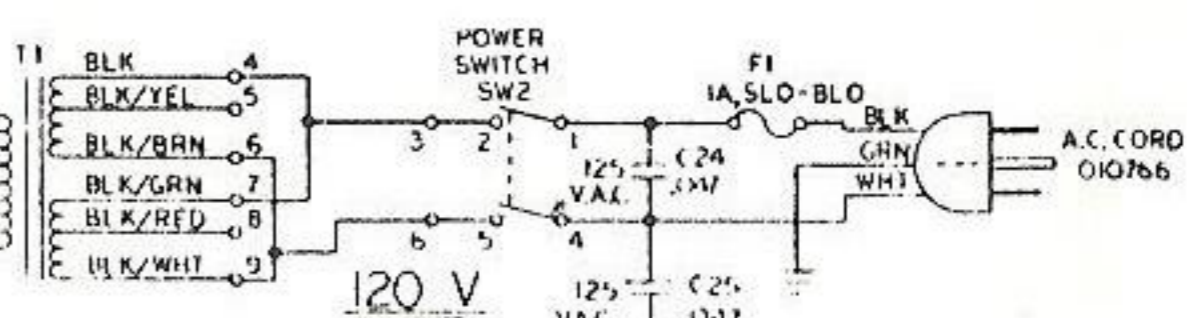 T1
BLK 4
BLK/YEL 5
BLK/BRN 6
BLK/GRN 7
BLK/RED 8
BLK/WHT 9
POWER
SWITCH
SW2
3 2 1
6 5 4
120 V
F1
1A, SLO-BLO
125 C24
V.A.C. .047
125 C25
BLK
GRN
WHT
A.C. CORD
010766